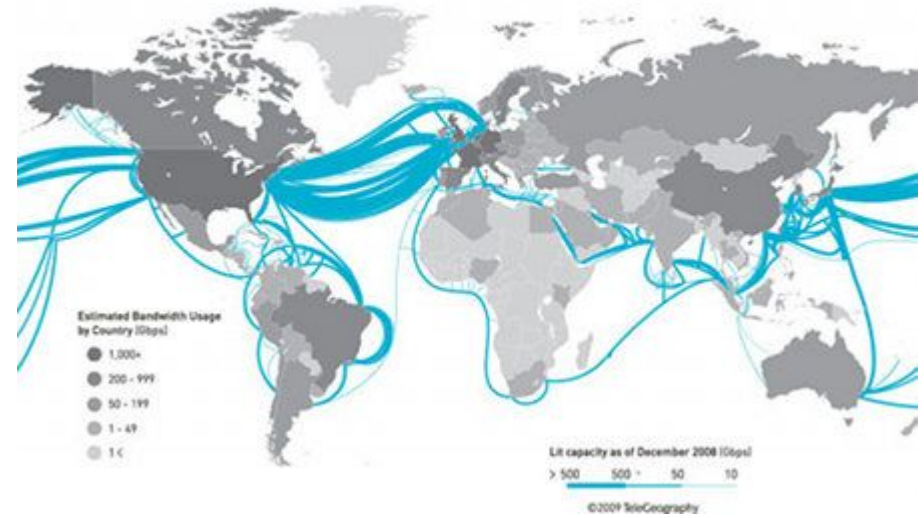 Estimated Bandwidth Usage
by Country (Gbps)
1,000+
200 - 999
50 - 199
1 - 49
1 <
Lit capacity as of December 2008 (Gbps)
> 500 500 50 10
©2009 TeleGeography